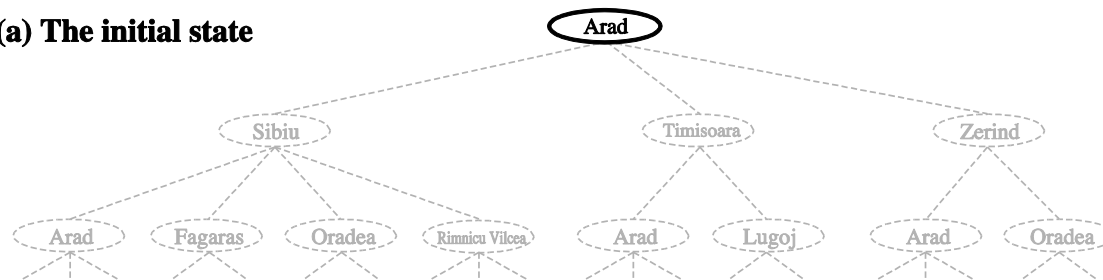 (a) The initial state
Arad
Sibiu
Timisoara
Zerind
Arad
Fagaras
Oradea
Rimnicu Vilcea
Arad
Lugoj
Arad
Oradea